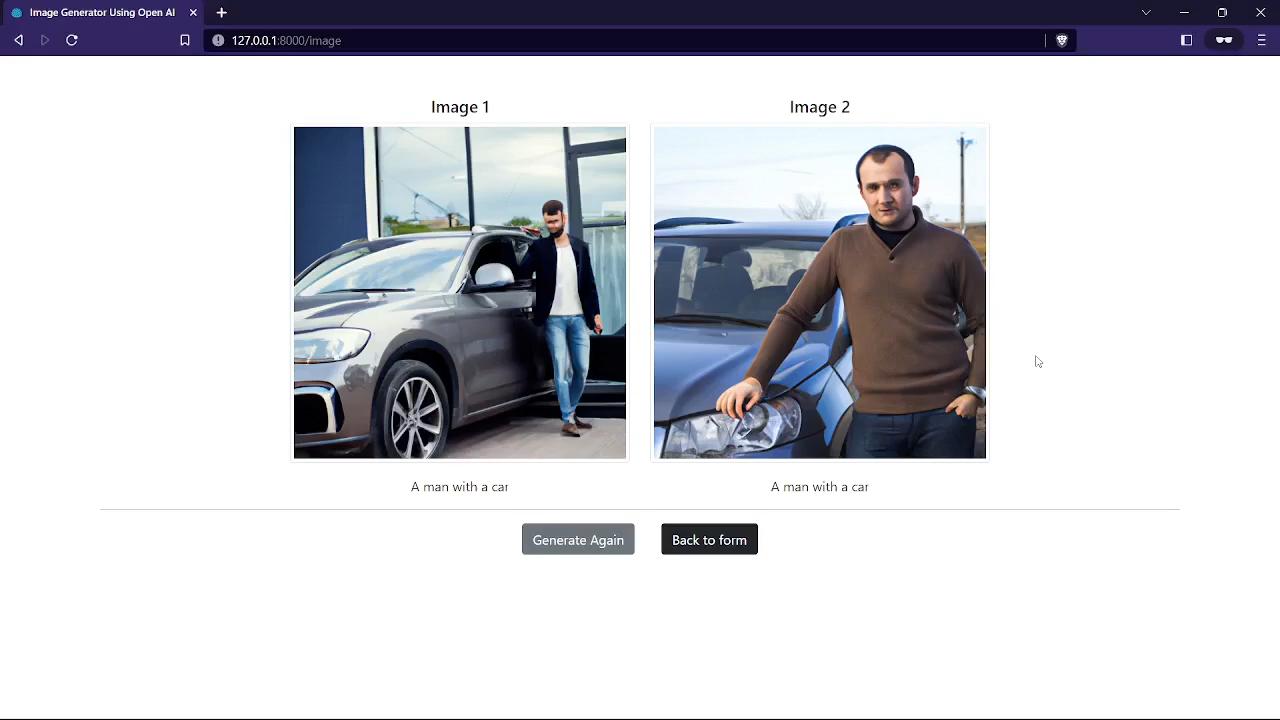 Image Generator Using Open AI
127.0.0.1:8000/image
Image 1
Image 2
A man with a car
A man with a car
Generate Again
Back to form